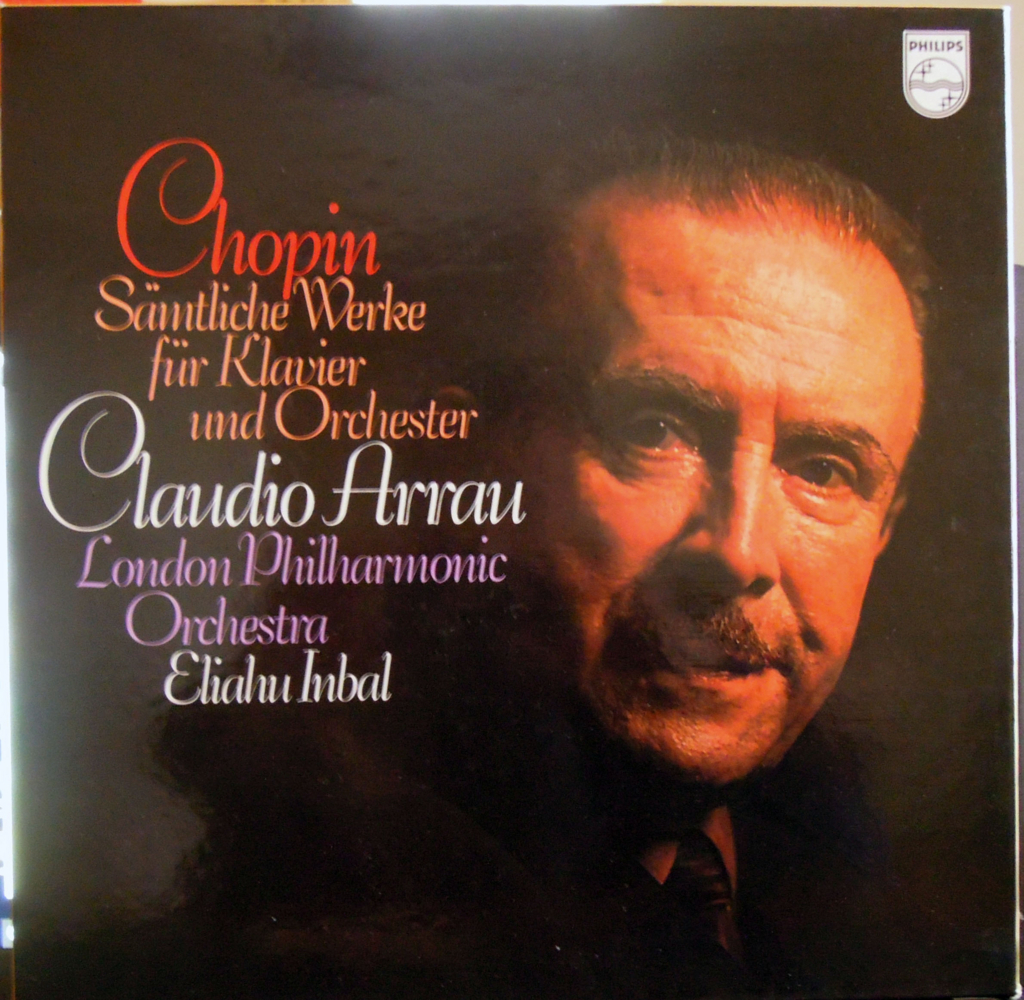 PHILIPS
Chopin
Sämtliche Werke
für Klavier
und Orchester
Claudio Arrau
London Philharmonic
Orchestra
Eliahu Inbal